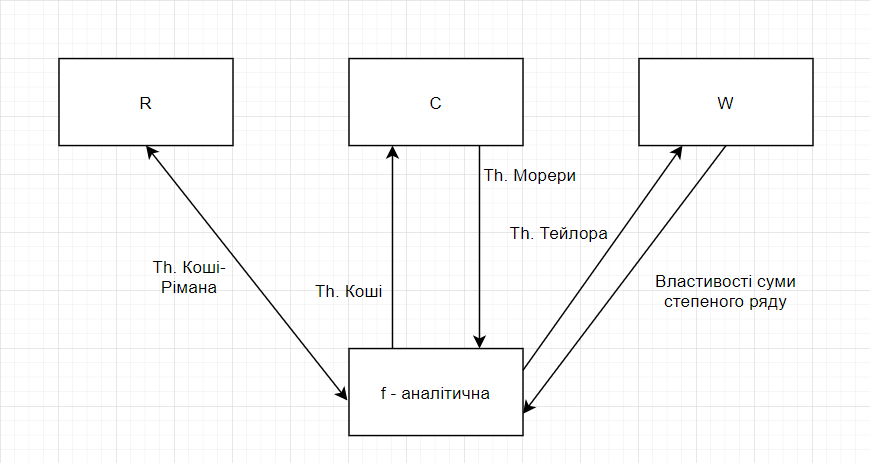 R
C
W
Th. Морери
Th. Тейлора
Th. Коші-
Рімана
Th. Коші
Властивості суми
степеного ряду
f - аналітична